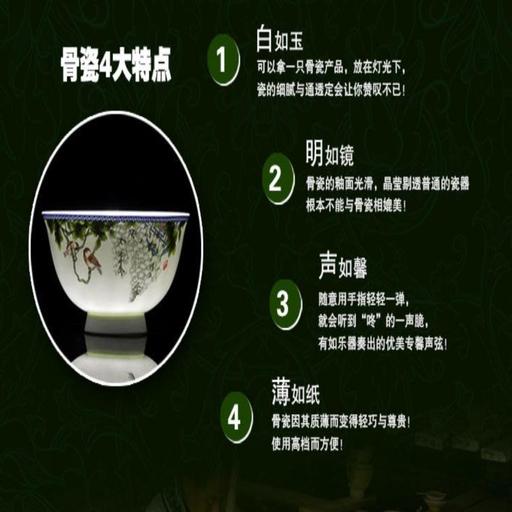 骨瓷4大特点
1
白如玉
可以拿一只骨瓷产品，放在灯光下，
瓷的细腻与通透定会让你赞叹不已！
2
明如镜
骨瓷的釉面光滑，晶莹剔透普通的瓷器
根本不能与骨瓷相媲美！
3
声如馨
随意用手指轻轻一弹，
就会听到“咚”的一声脆，
有如乐器奏出的优美专馨声弦！
4
薄如纸
骨瓷因其质薄而变得轻巧与尊贵！
使用高档而方便！